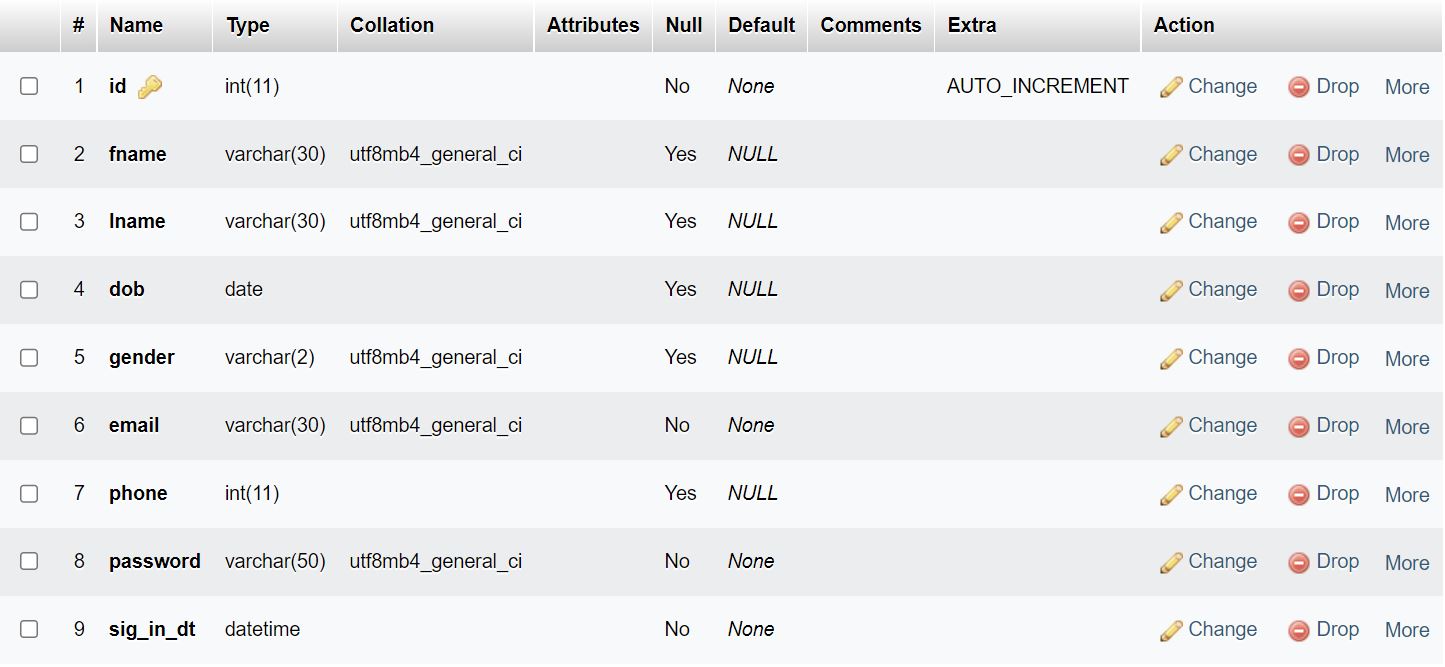 # Name Type Collation Attributes Null Default Comments Extra Action
1 id int(11) No None AUTO_INCREMENT Change Drop More
2 fname varchar(30) utf8mb4_general_ci Yes NULL Change Drop More
3 lname varchar(30) utf8mb4_general_ci Yes NULL Change Drop More
4 dob date Yes NULL Change Drop More
5 gender varchar(2) utf8mb4_general_ci Yes NULL Change Drop More
6 email varchar(30) utf8mb4_general_ci No None Change Drop More
7 phone int(11) Yes NULL Change Drop More
8 password varchar(50) utf8mb4_general_ci No None Change Drop More
9 sig_in_dt datetime No None Change Drop More